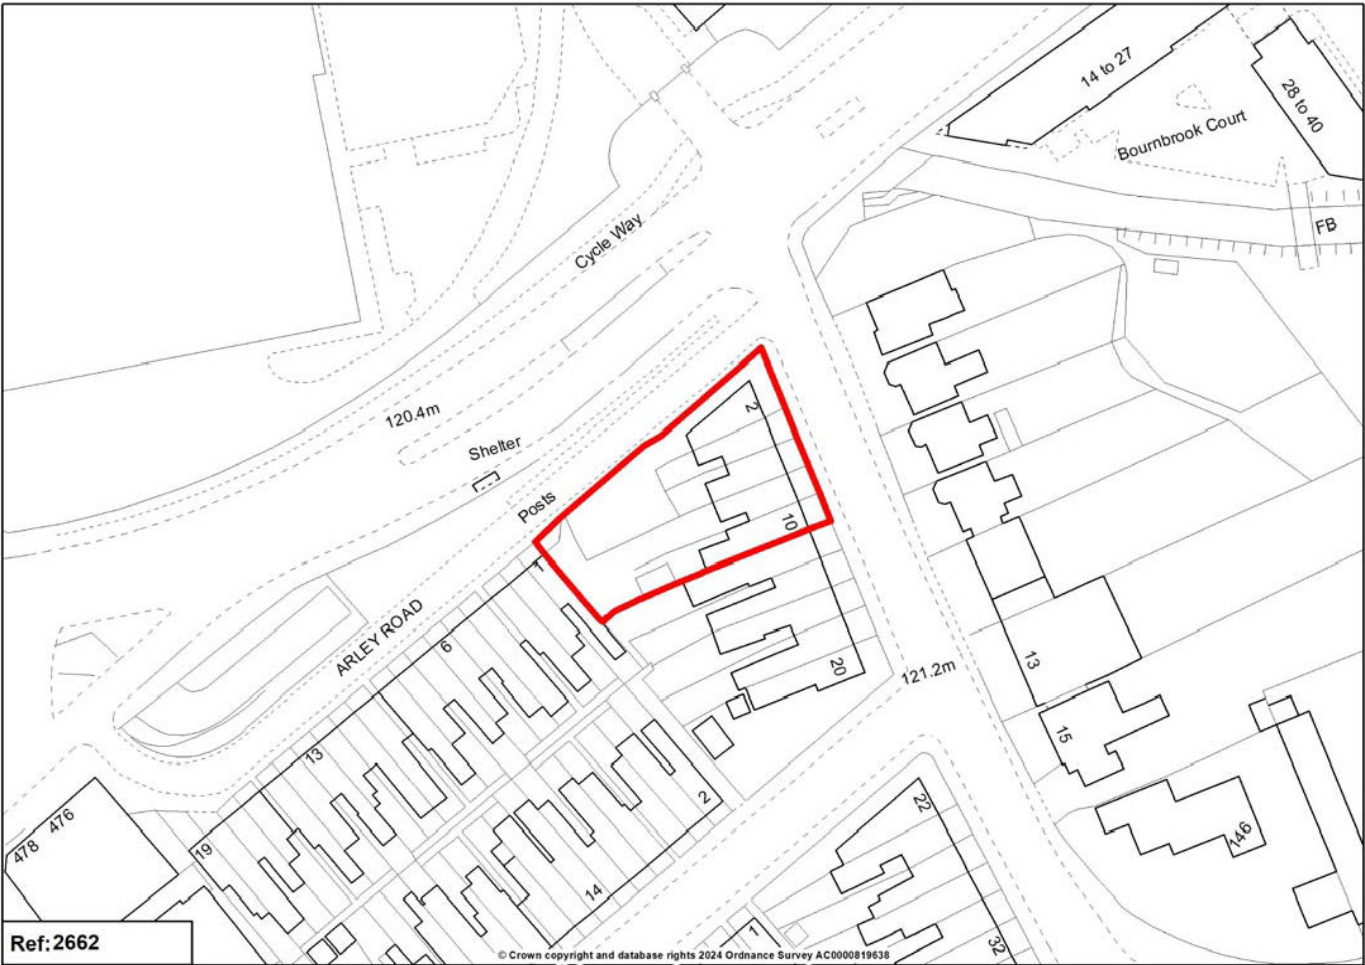 14 to 27
28 to 40
Bournbrook Court
FB
Cycle Way
120.4m
Shelter
Posts
2
10
1
ARLEY ROAD
6
20
121.2m
13
13
15
2
22
476
478
19
146
14
1
32
Ref:2662
© Crown copyright and database rights 2024 Ordnance Survey AC0000819638